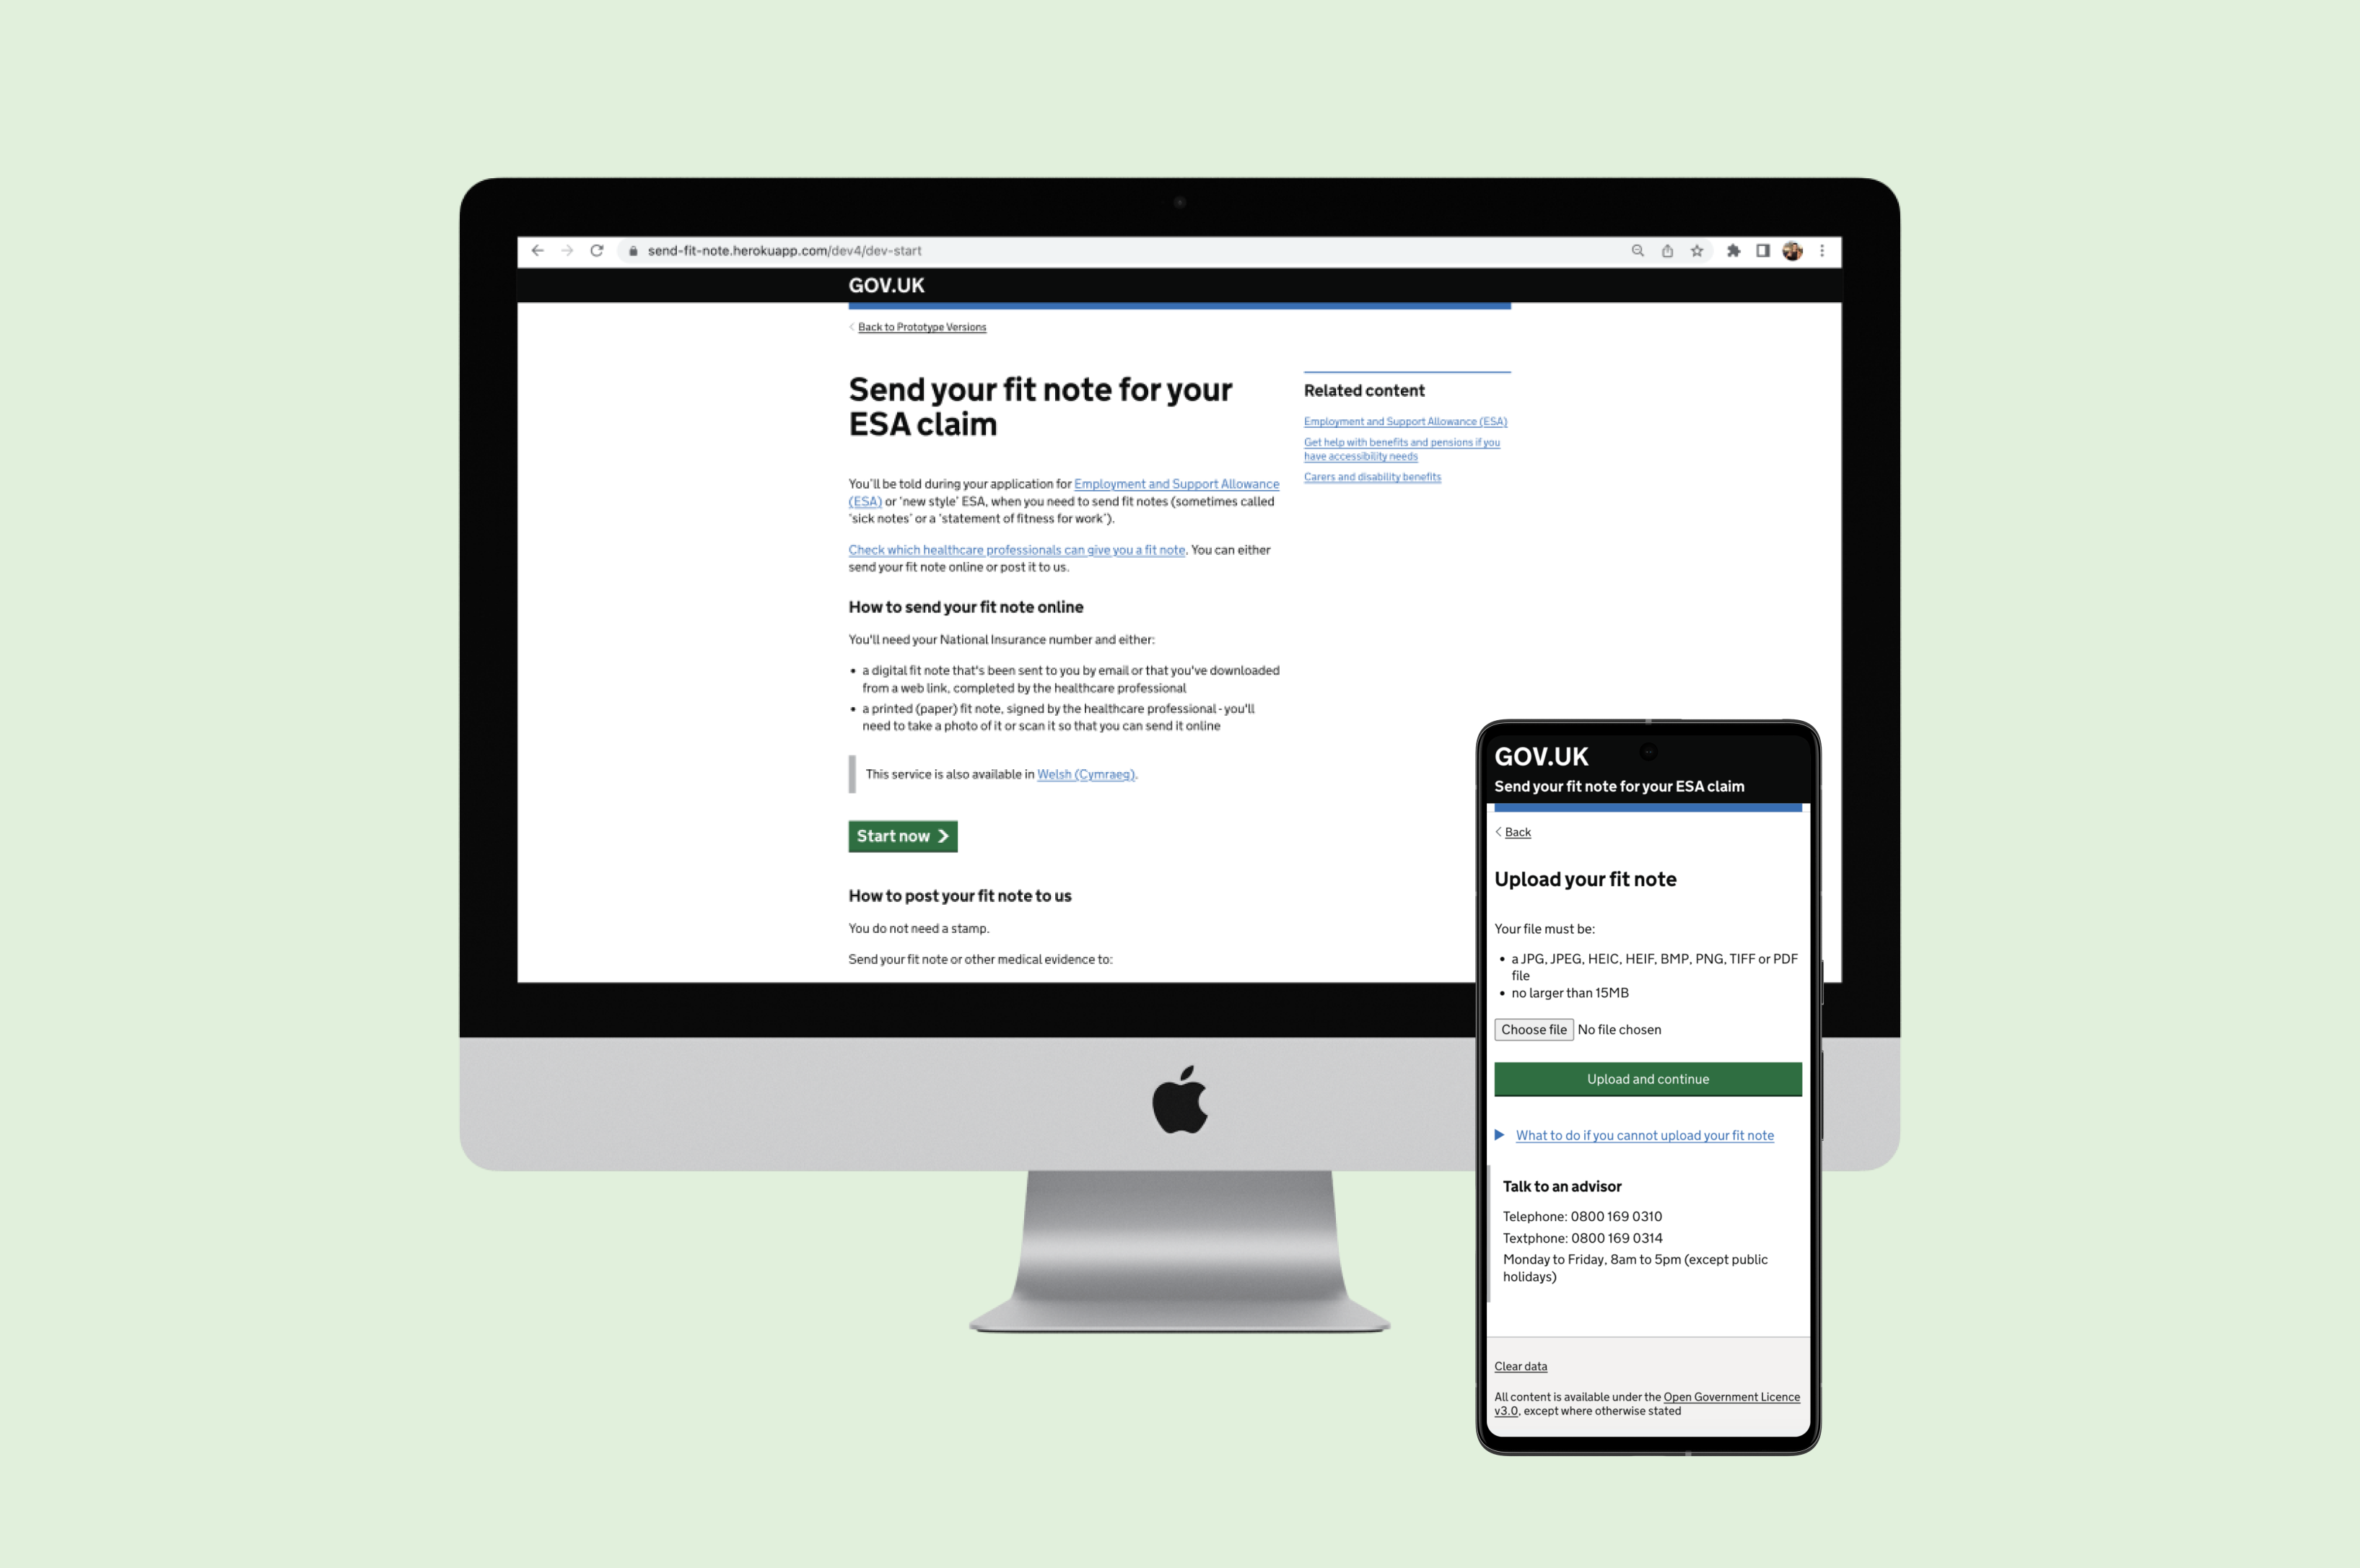 send-fit-note.herokuapp.com/dev4/dev-start
GOV.UK
Back to Prototype Versions
Send your fit note for your
ESA claim
You'll be told during your application for Employment and Support Allowance
(ESA) or 'new style' ESA, when you need to send fit notes (sometimes called
'sick notes' or a 'statement of fitness for work').
Check which healthcare professionals can give you a fit note. You can either
send your fit note online or post it to us.
How to send your fit note online
You'll need your National Insurance number and either:
• a digital fit note that's been sent to you by email or that you've downloaded
from a web link, completed by the healthcare professional
• a printed (paper) fit note, signed by the healthcare professional - you'll
need to take a photo of it or scan it so that you can send it online
This service is also available in Welsh (Cymraeg).
Start now
How to post your fit note to us
You do not need a stamp.
Send your fit note or other medical evidence to:
Related content
Employment and Support Allowance (ESA)
Get help with benefits and pensions if you
have accessibility needs
Carers and disability benefits
GOV.UK
Send your fit note for your ESA claim
Back
Upload your fit note
Your file must be:
• a JPG, JPEG, HEIC, HEIF, BMP, PNG, TIFF or PDF
file
• no larger than 15MB
Choose file No file chosen
Upload and continue
What to do if you cannot upload your fit note
Talk to an advisor
Telephone: 0800 169 0310
Textphone: 0800 169 0314
Monday to Friday, 8am to 5pm (except public
holidays)
Clear data
All content is available under the Open Government Licence
v3.0, except where otherwise stated